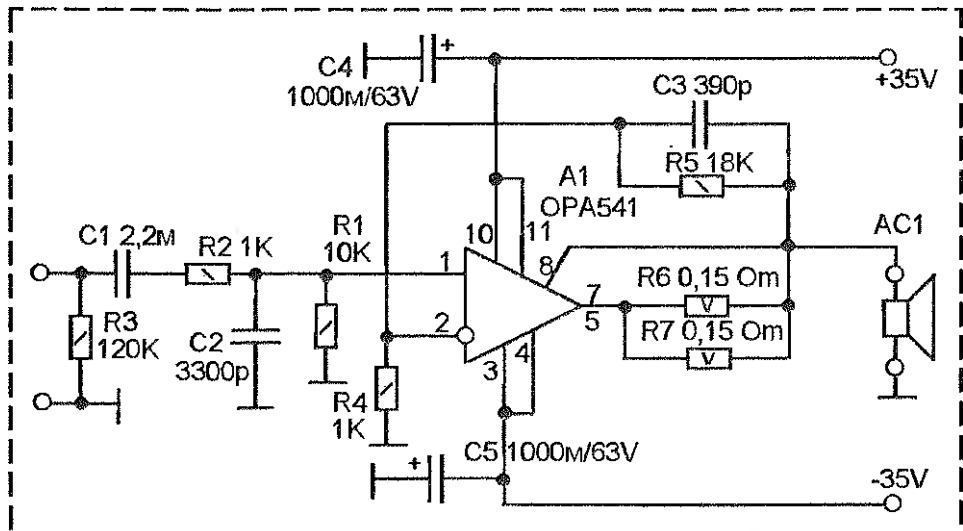 C4
1000м/63V
+
+35V
C3 390p
R5 18K
A1
OPA541
R1
10K
10
11
AC1
C1 2,2м
R2 1K
1
8
R3
120K
C2
3300p
2
7
5
R6 0,15 Om
V
R7 0,15 Om
V
3
4
R4
1K
C5 1000м/63V
+
-35V